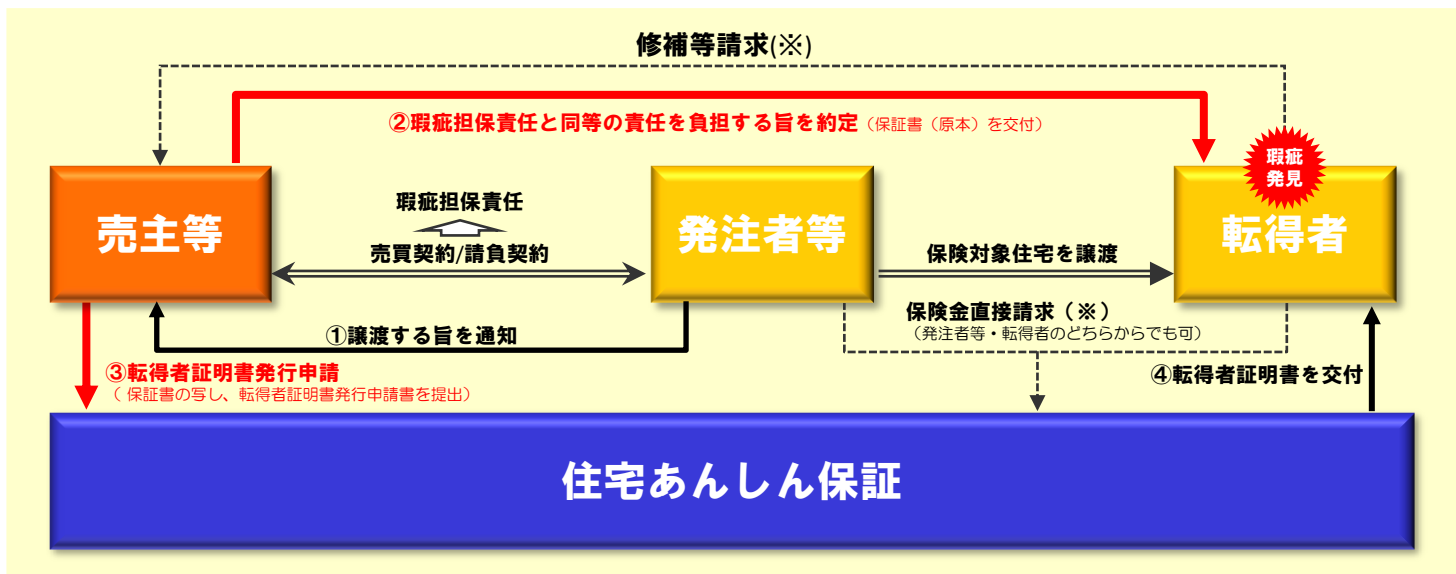 修補等請求(※)
②瑕疵担保責任と同等の責任を負担する旨を約定（保証書（原本）を交付）
瑕疵
発見
売主等
瑕疵担保責任
売買契約/請負契約
発注者等
保険対象住宅を譲渡
転得者
①譲渡する旨を通知
保険金直接請求（※）
（発注者等・転得者のどちらからでも可）
③転得者証明書発行申請
（ 保証書の写し、転得者証明書発行申請書を提出）
④転得者証明書を交付
住宅あんしん保証